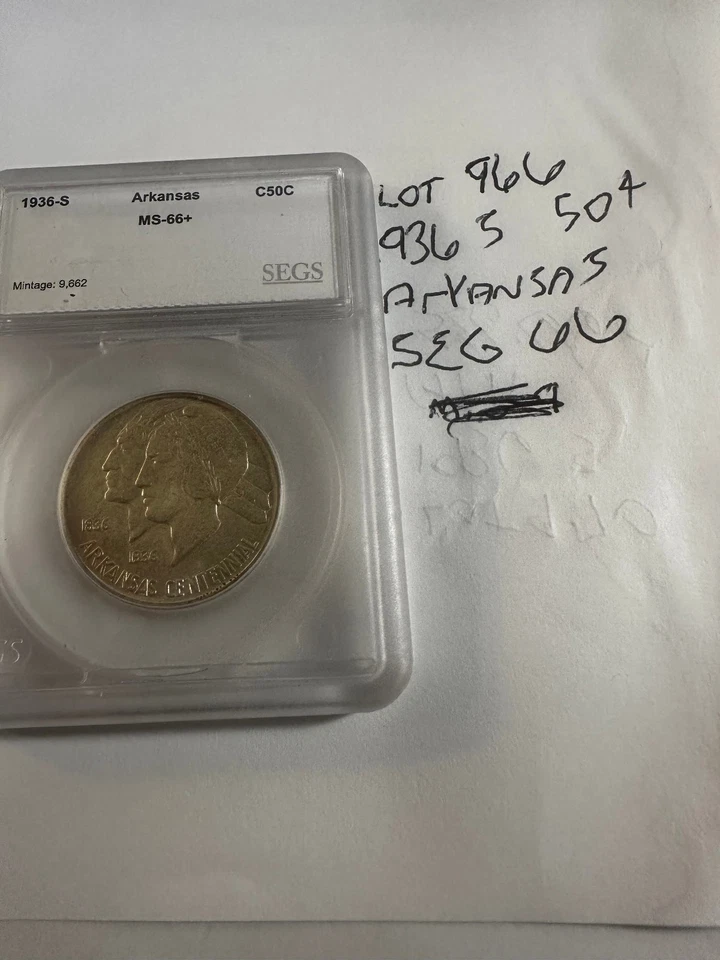 1936-S Arkansas C50C
MS-66+
Mintage: 9,662
SEGS
LOT 966
936 S 50¢
ARKANSAS
SEG 66
1836
1936
ARKANSAS CENTENNIAL